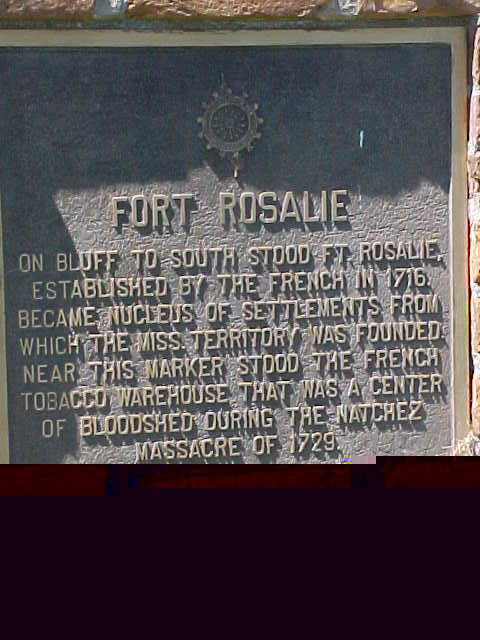 FORT ROSALIE
ON BLUFF TO SOUTH STOOD FT. ROSALIE,
ESTABLISHED BY THE FRENCH IN 1716.
BECAME NUCLEUS OF SETTLEMENTS FROM
WHICH THE MISS. TERRITORY WAS FOUNDED.
NEAR THIS MARKER STOOD THE FRENCH
TOBACCO WAREHOUSE THAT WAS A CENTER
OF BLOODSHED DURING THE NATCHEZ
MASSACRE OF 1729.